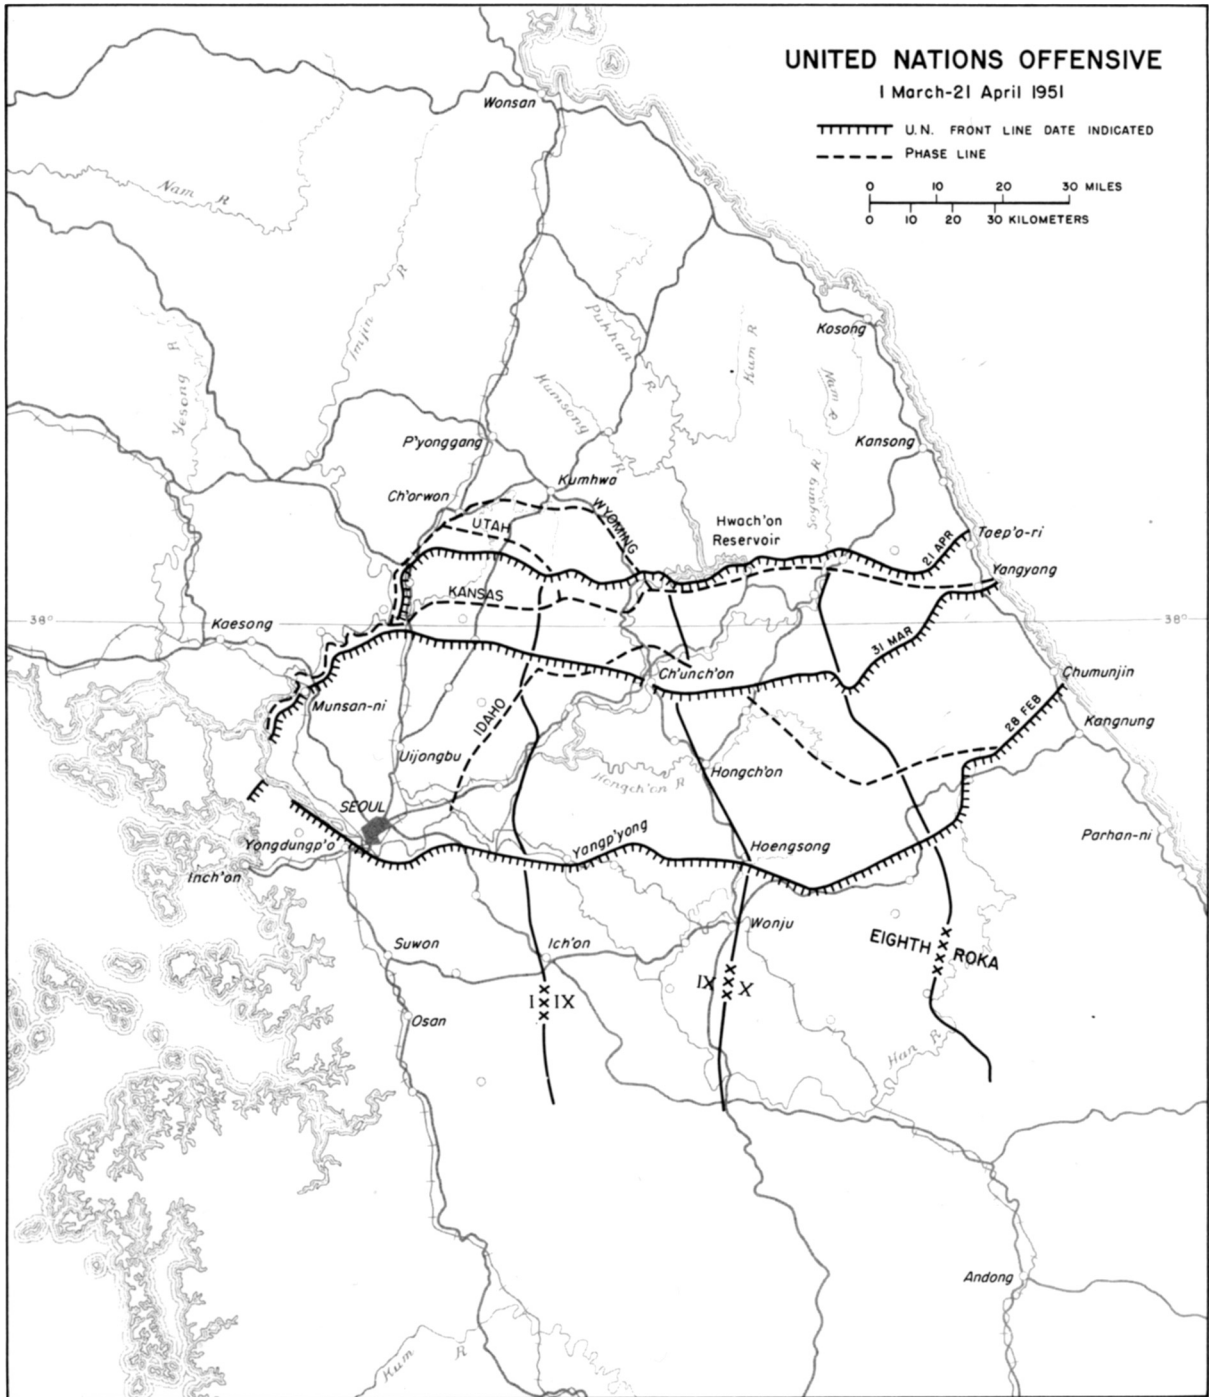 UNITED NATIONS OFFENSIVE
1 March-21 April 1951
U.N. FRONT LINE DATE INDICATED
PHASE LINE
0 10 20 30 MILES
0 10 20 30 KILOMETERS
Wonsan
Nam R
Imjin R
Yesong R
Pukhan R
Kum R
Kosong
Nam R
Humsong R
P'yonggang
Kansong
Kumhwa
Ch'orwon
Soyang R
WYOMING
UTAH
Hwach'on
Reservoir
21 APR
Taep'o-ri
Yangyang
KANSAS
38°
38°
Kaesong
31 MAR
Ch'unch'on
Chumunjin
Munsan-ni
IDAHO
28 FEB
Kangnung
Uijongbu
Hongch'on
Hongch'on R
SEOUL
Yongdungp'o
Yangp'yong
Hoengsong
Parhan-ni
Inch'on
Wonju
EIGHTH ROKA
Suwon
Ich'on
I IX
IX X
Osan
Han R
Andong
Kum R